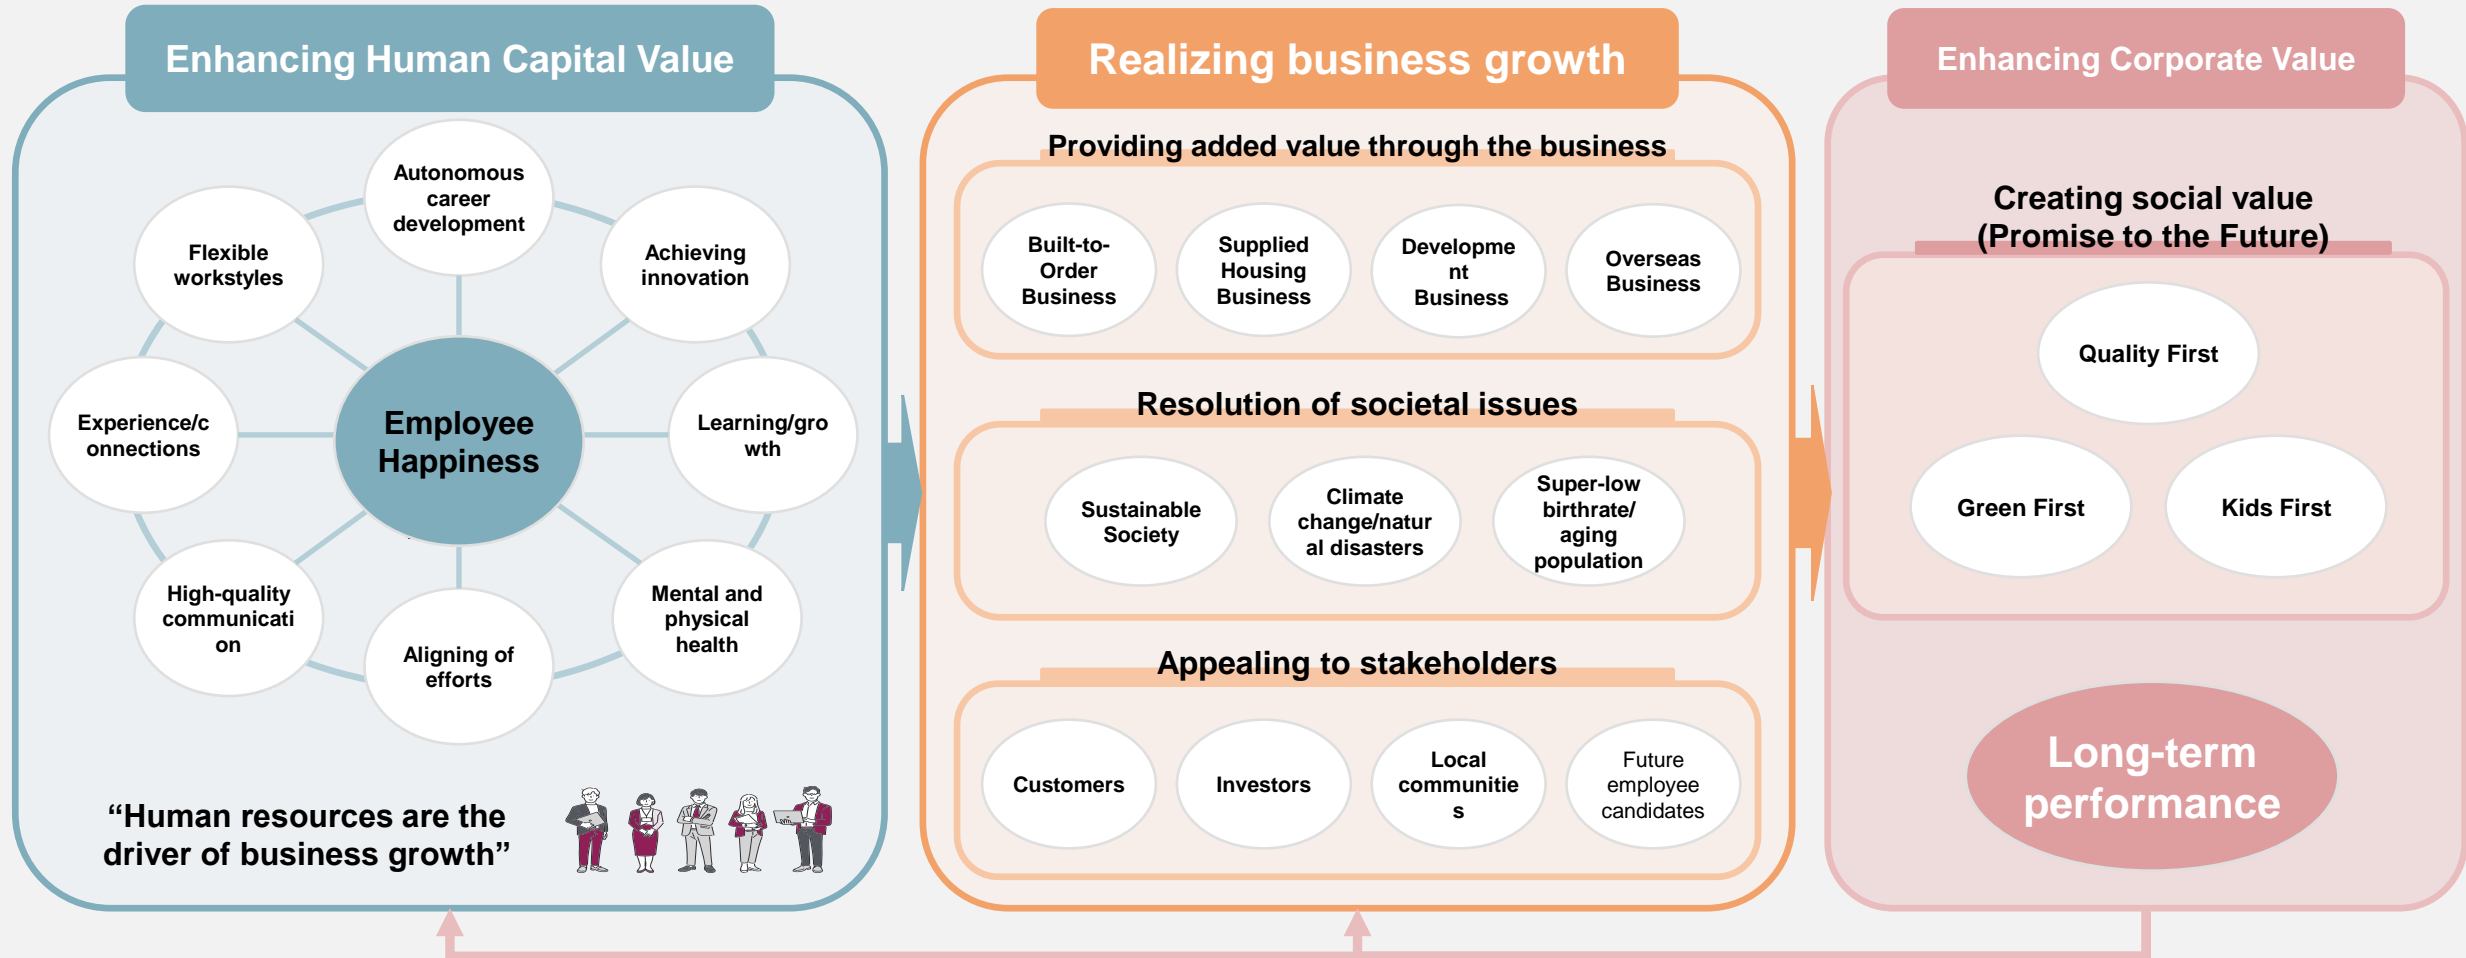 Enhancing Human Capital Value
Autonomous
career
development
Flexible
workstyles
Achieving
innovation
Experience/c
onnections
Employee
Happiness
Learning/gro
wth
High-quality
communicati
on
Aligning of
efforts
Mental and
physical
health
“Human resources are the
driver of business growth”
Realizing business growth
Providing added value through the business
Built-to-
Order
Business
Supplied
Housing
Business
Developme
nt
Business
Overseas
Business
Resolution of societal issues
Sustainable
Society
Climate
change/natur
al disasters
Super-low
birthrate/
aging
population
Appealing to stakeholders
Customers
Investors
Local
communitie
s
Future
employee
candidates
Enhancing Corporate Value
Creating social value
(Promise to the Future)
Quality First
Green First
Kids First
Long-term
performance